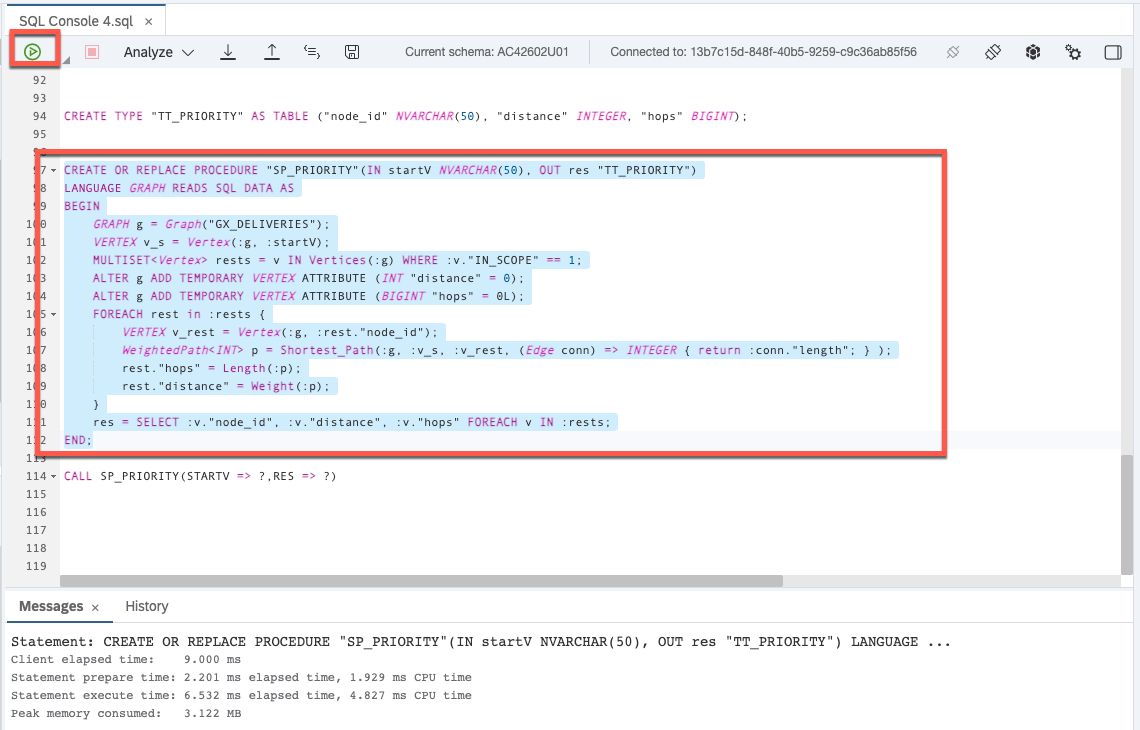 SQL Console 4.sql ×
Analyze Current schema: AC42602U01 Connected to: 13b7c15d-848f-40b5-9259-c9c36ab85f56
92
93
94 CREATE TYPE "TT_PRIORITY" AS TABLE ("node_id" NVARCHAR(50), "distance" INTEGER, "hops" BIGINT);
95
96
97 CREATE OR REPLACE PROCEDURE "SP_PRIORITY"(IN startV NVARCHAR(50), OUT res "TT_PRIORITY")
98 LANGUAGE GRAPH READS SQL DATA AS
99 BEGIN
100 GRAPH g = Graph("GX_DELIVERIES");
101 VERTEX v_s = Vertex(:g, :startV);
102 MULTISET<Vertex> rests = v IN Vertices(:g) WHERE :v."IN_SCOPE" == 1;
103 ALTER g ADD TEMPORARY VERTEX ATTRIBUTE (INT "distance" = 0);
104 ALTER g ADD TEMPORARY VERTEX ATTRIBUTE (BIGINT "hops" = 0L);
105 FOREACH rest in :rests {
106 VERTEX v_rest = Vertex(:g, :rest."node_id");
107 WeightedPath<INT> p = Shortest_Path(:g, :v_s, :v_rest, (Edge conn) => INTEGER { return :conn."length"; } );
108 rest."hops" = Length(:p);
109 rest."distance" = Weight(:p);
110 }
111 res = SELECT :v."node_id", :v."distance", :v."hops" FOREACH v IN :rests;
112 END;
113
114 CALL SP_PRIORITY(STARTV => ?,RES => ?)
115
116
117
118
119
Messages × History
Statement: CREATE OR REPLACE PROCEDURE "SP_PRIORITY"(IN startV NVARCHAR(50), OUT res "TT_PRIORITY") LANGUAGE ...
Client elapsed time: 9.000 ms
Statement prepare time: 2.201 ms elapsed time, 1.929 ms CPU time
Statement execute time: 6.532 ms elapsed time, 4.827 ms CPU time
Peak memory consumed: 3.122 MB